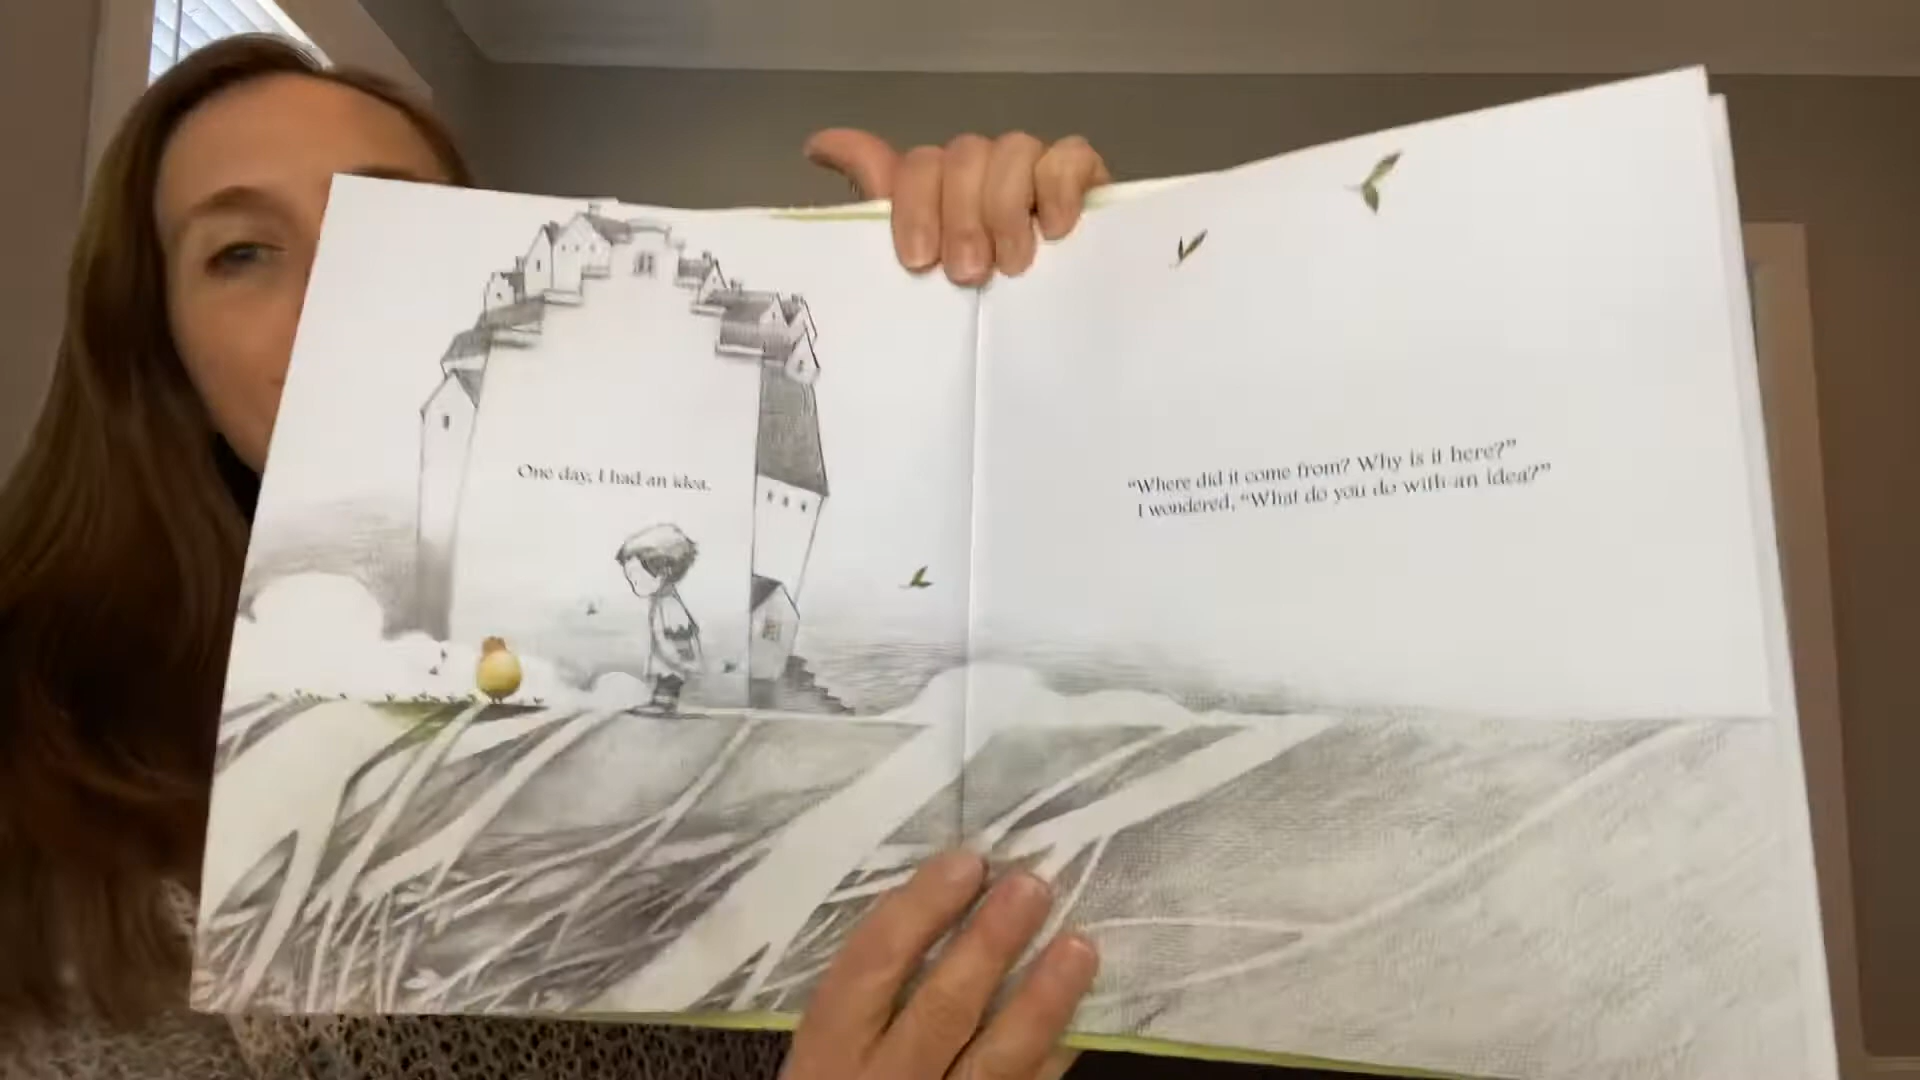 One day, I had an idea.
“Where did it come from? Why is it here?”
I wondered, “What do you do with an idea?”